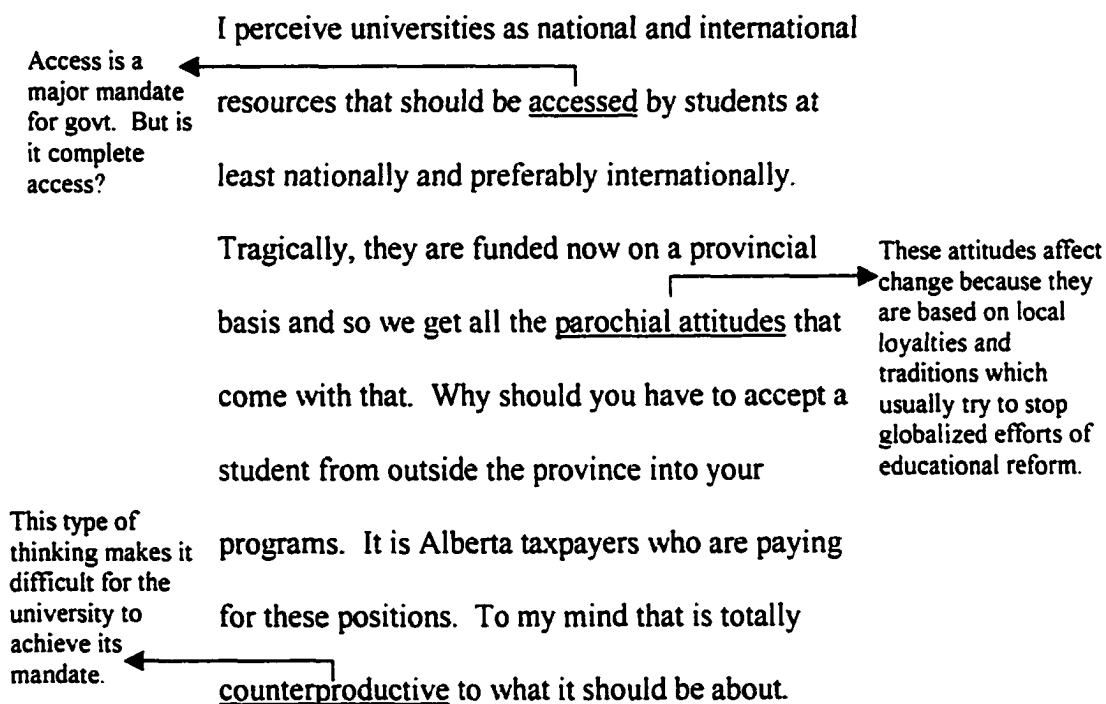 I perceive universities as national and international
Access is a
major mandate
for govt. But is
it complete
access?
resources that should be accessed by students at
least nationally and preferably internationally.
Tragically, they are funded now on a provincial
These attitudes affect
change because they
are based on local
loyalties and
traditions which
usually try to stop
globalized efforts of
educational reform.
basis and so we get all the parochial attitudes that
come with that. Why should you have to accept a
student from outside the province into your
This type of
thinking makes it
difficult for the
university to
achieve its
mandate.
programs. It is Alberta taxpayers who are paying
for these positions. To my mind that is totally
counterproductive to what it should be about.